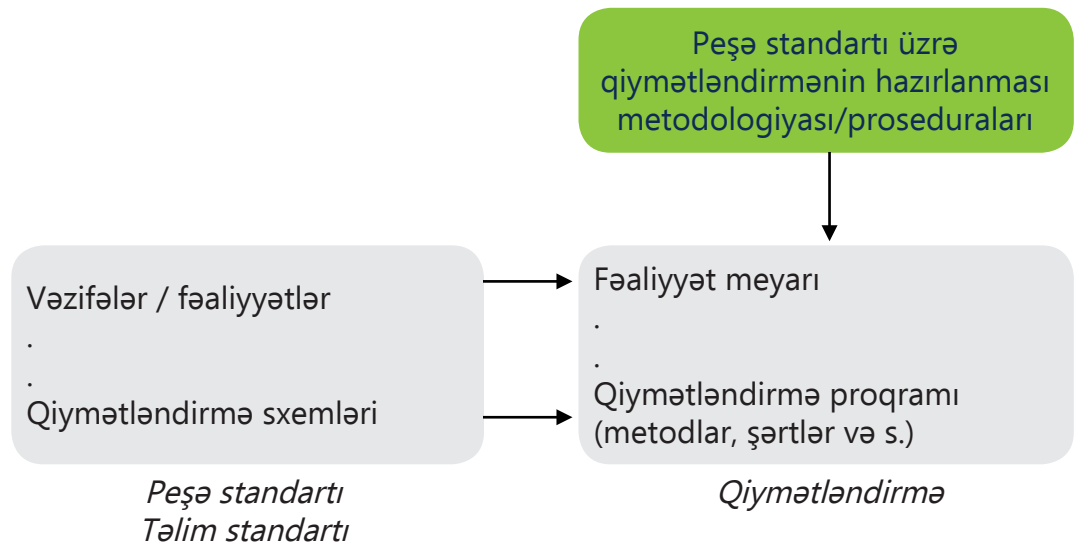 Peşə standartı üzrə
qiymətləndirmənin hazırlanması
metodologiyası/proseduraları
Vəzifələr / fəaliyyətlər
.
.
Qiymətləndirmə sxemləri
Fəaliyyət meyarı
.
.
Qiymətləndirmə proqramı
(metodlar, şərtlər və s.)
Peşə standartı
Təlim standartı
Qiymətləndirmə